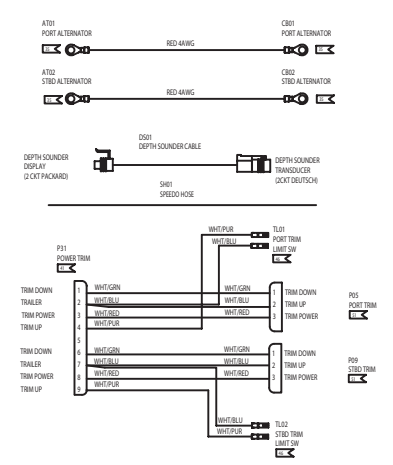 AT01
PORT ALTERNATOR
CB01
PORT ALTERNATOR
RED 4AWG
AT02
STBD ALTERNATOR
CB02
STBD ALTERNATOR
RED 4AWG
DS01
DEPTH SOUNDER CABLE
DEPTH SOUNDER
DISPLAY
(2 CKT PACKARD)
DEPTH SOUNDER
TRANSDUCER
(2CKT DEUTSCH)
SH01
SPEEDO HOSE
WHT/PUR
WHT/BLU
TL01
PORT TRIM
LIMIT SW
P31
POWER TRIM
TRIM DOWN 1 WHT/GRN WHT/GRN 1 TRIM DOWN
TRAILER 2 WHT/BLU WHT/BLU 2 TRIM UP
TRIM POWER 3 WHT/RED WHT/RED 3 TRIM POWER
TRIM UP 4 WHT/PUR
P05
PORT TRIM
5
TRIM DOWN 6 WHT/GRN WHT/GRN 1 TRIM DOWN
TRAILER 7 WHT/BLU WHT/BLU 2 TRIM UP
TRIM POWER 8 WHT/RED WHT/RED 3 TRIM POWER
TRIM UP 9 WHT/PUR
P09
STBD TRIM
WHT/BLU
WHT/PUR
TL02
STBD TRIM
LIMIT SW